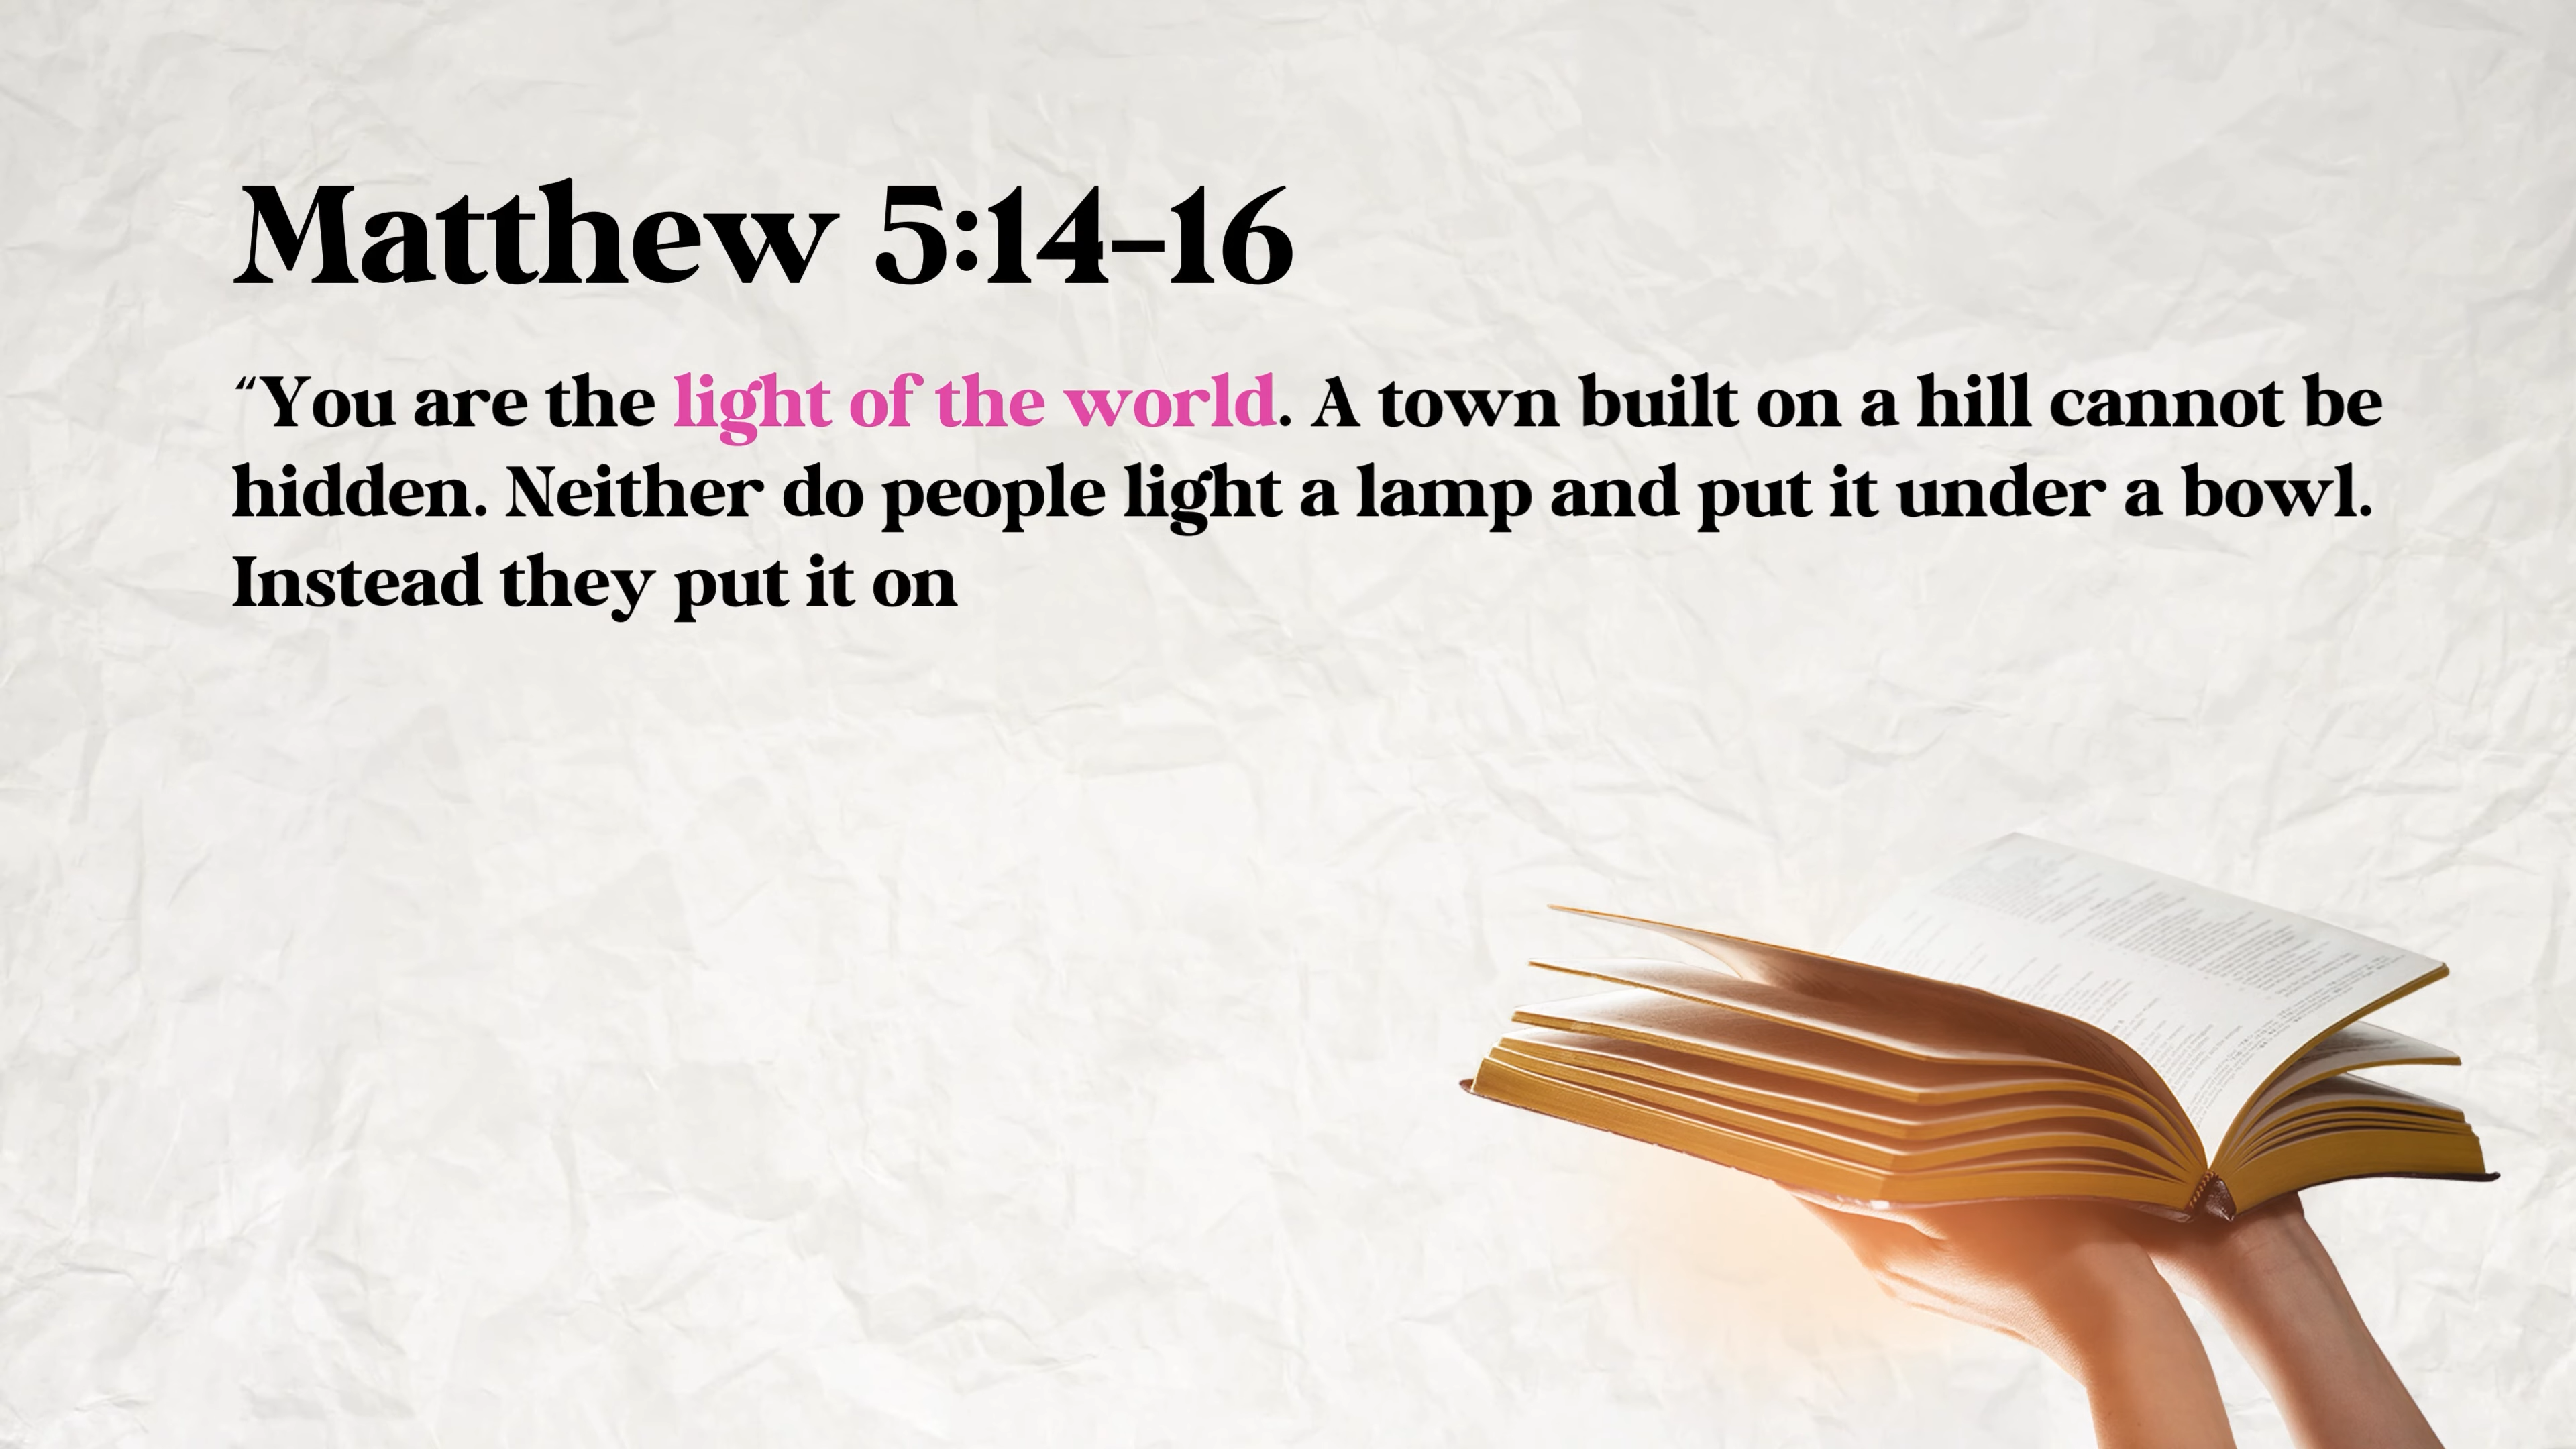 Matthew 5:14–16
“You are the light of the world. A town built on a hill cannot be
hidden. Neither do people light a lamp and put it under a bowl.
Instead they put it on